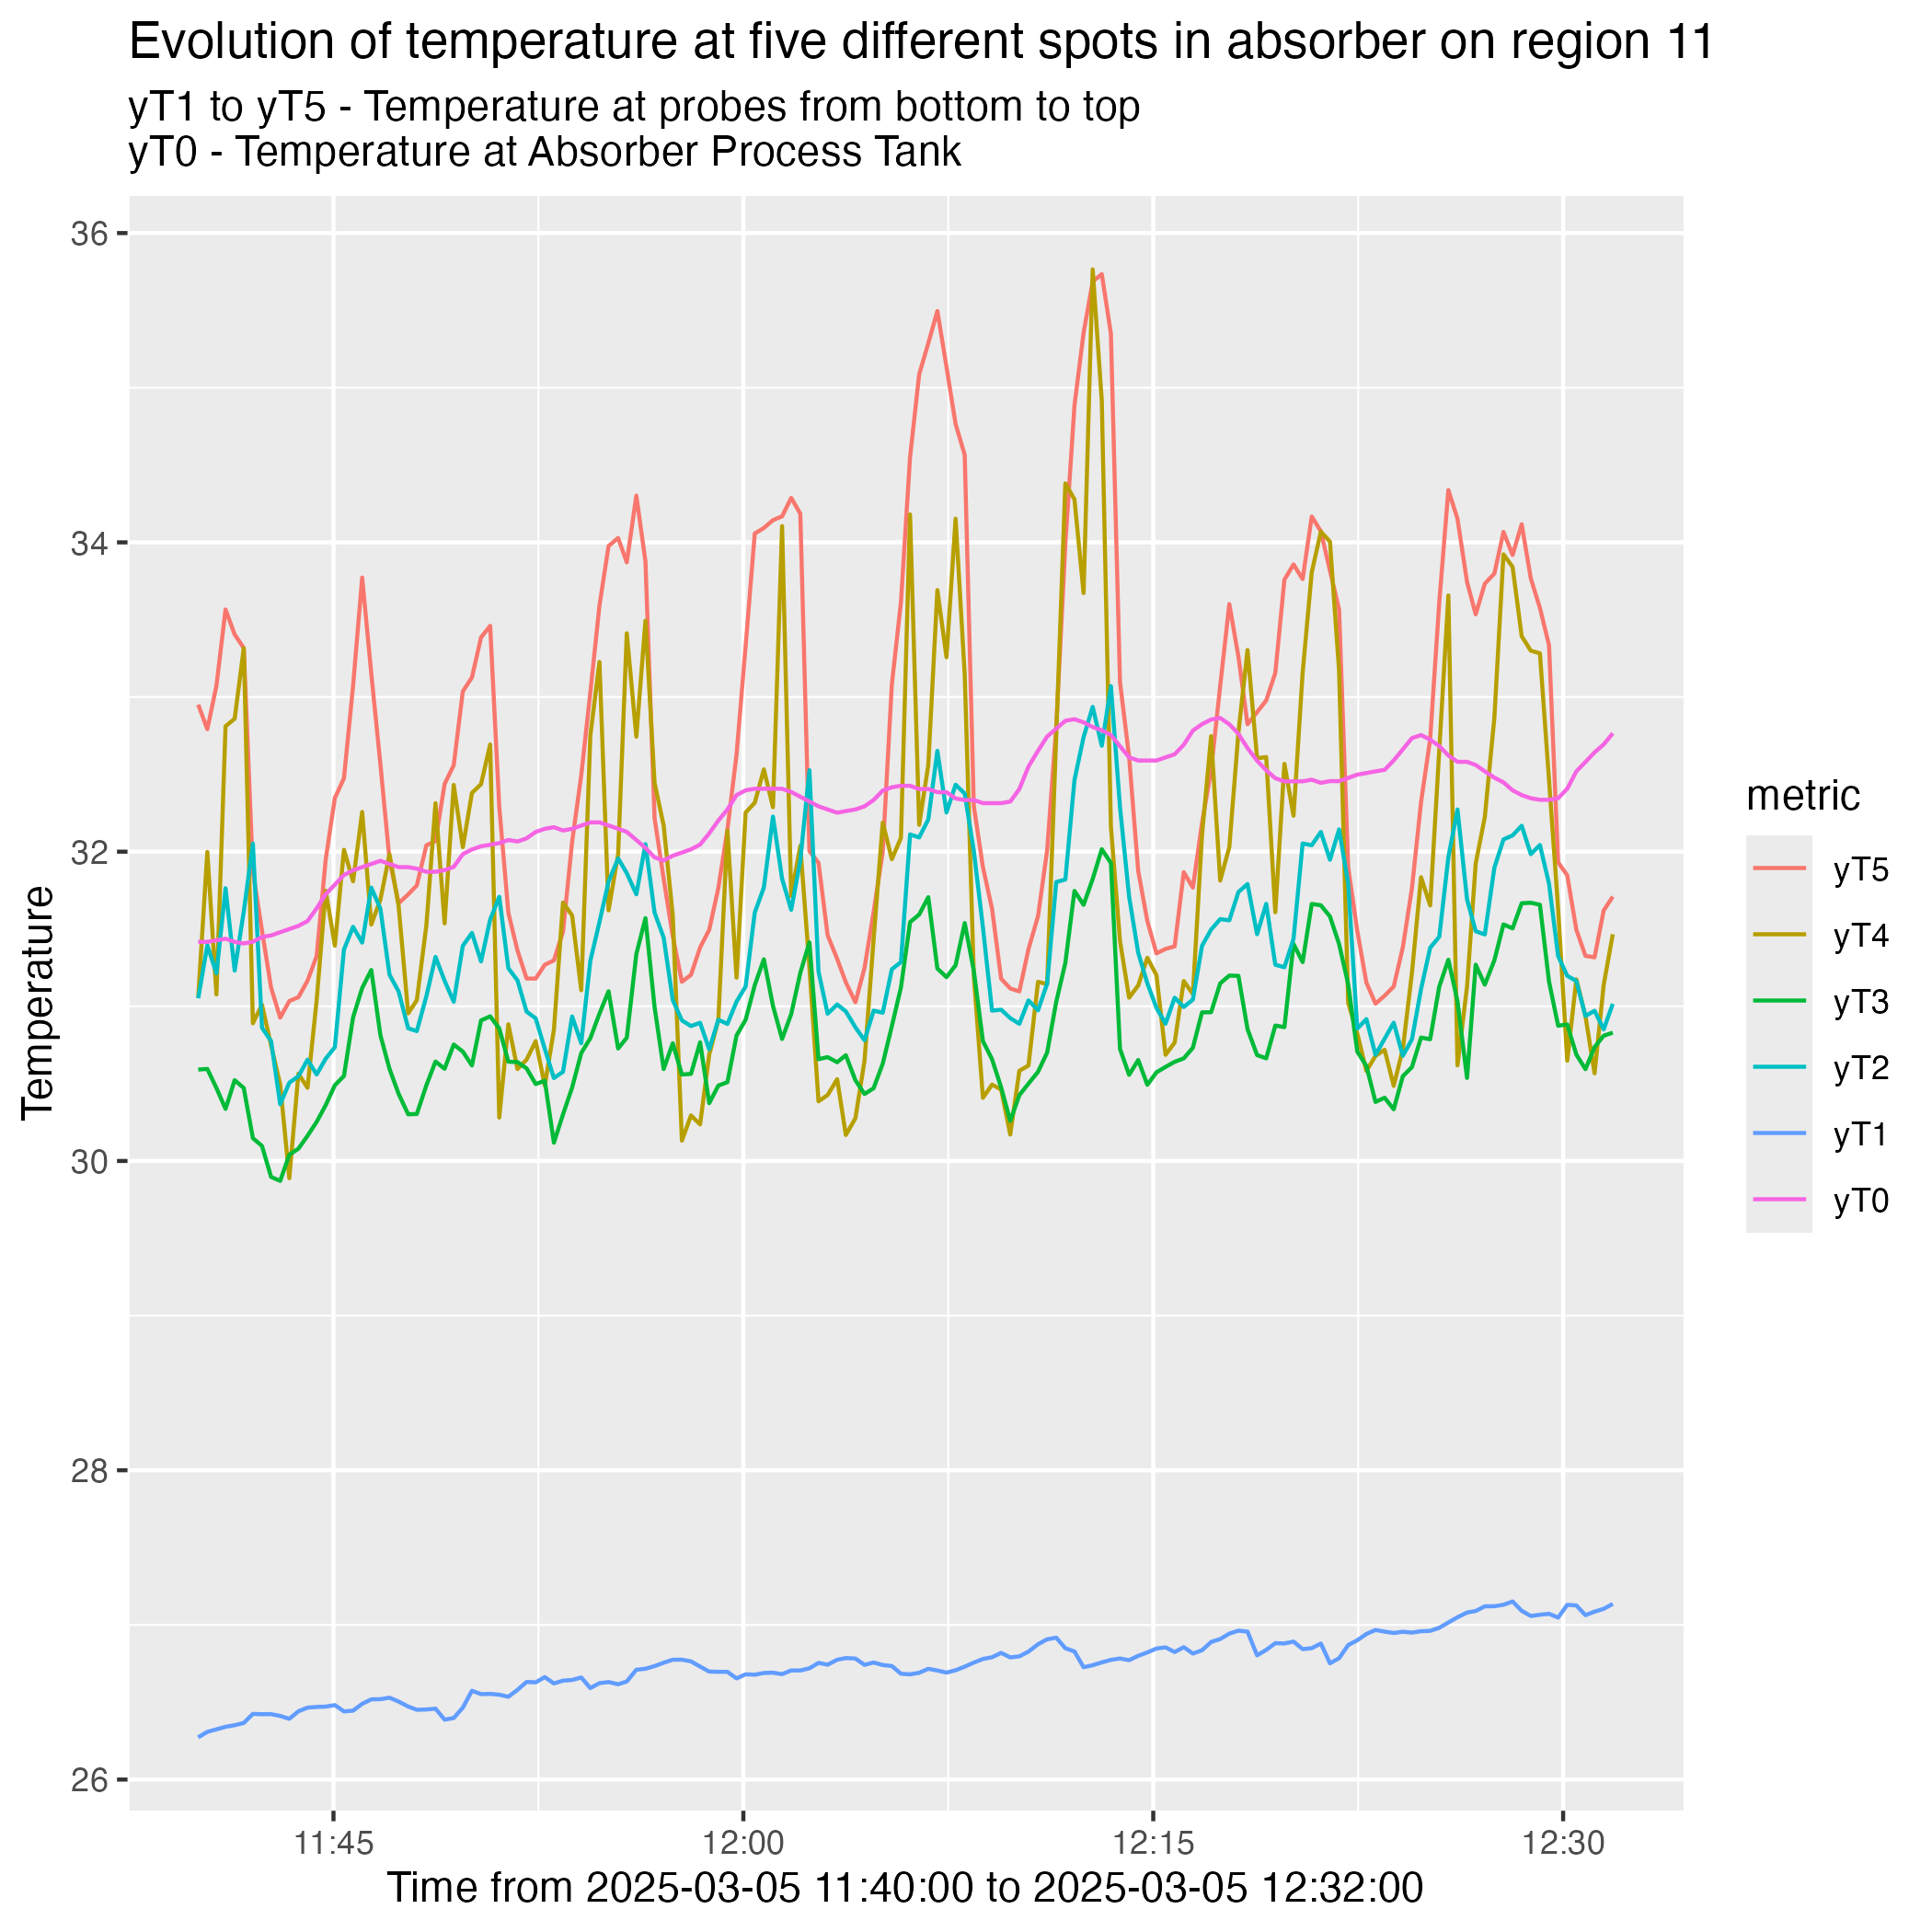 Evolution of temperature at five different spots in absorber on region 11
yT1 to yT5 - Temperature at probes from bottom to top
yT0 - Temperature at Absorber Process Tank
36
34
32
30
28
26
Temperature
11:45
12:00
12:15
12:30
Time from 2025-03-05 11:40:00 to 2025-03-05 12:32:00
metric
yT5
yT4
yT3
yT2
yT1
yT0